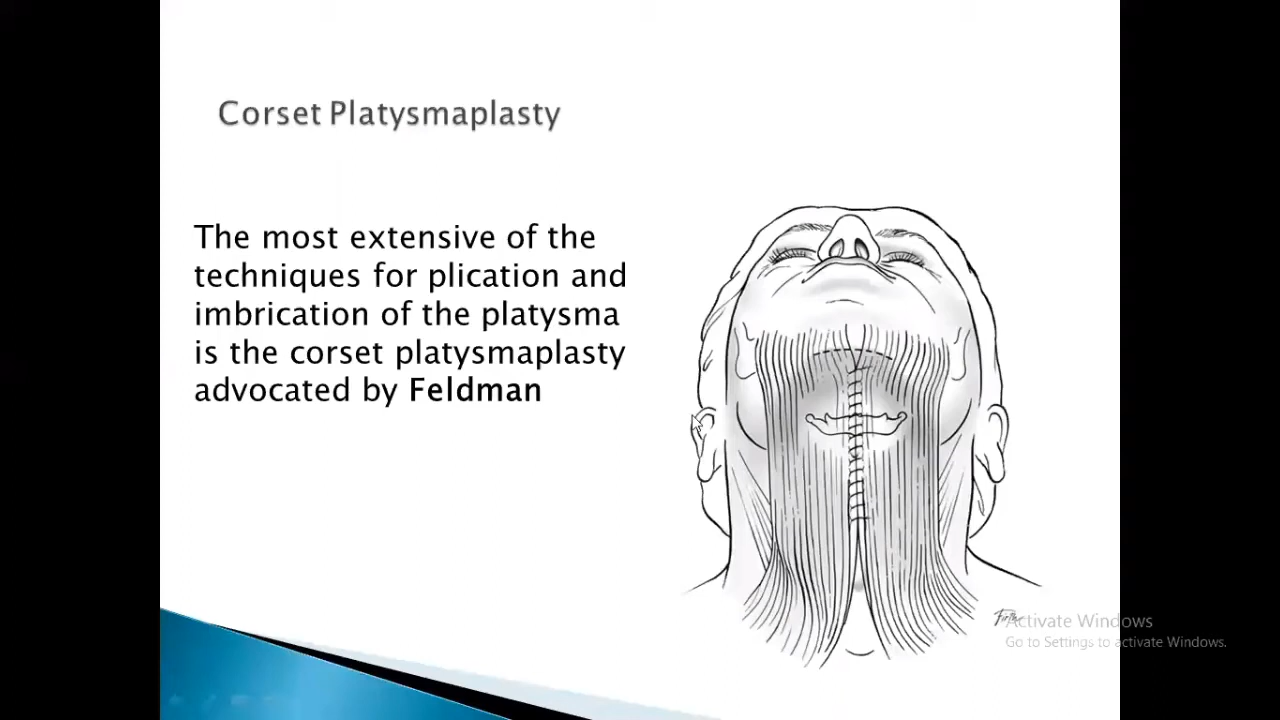 Corset Platysmaplasty
The most extensive of the
techniques for plication and
imbrication of the platysma
is the corset platysmaplasty
advocated by Feldman
Activate Windows
Go to Settings to activate Windows.